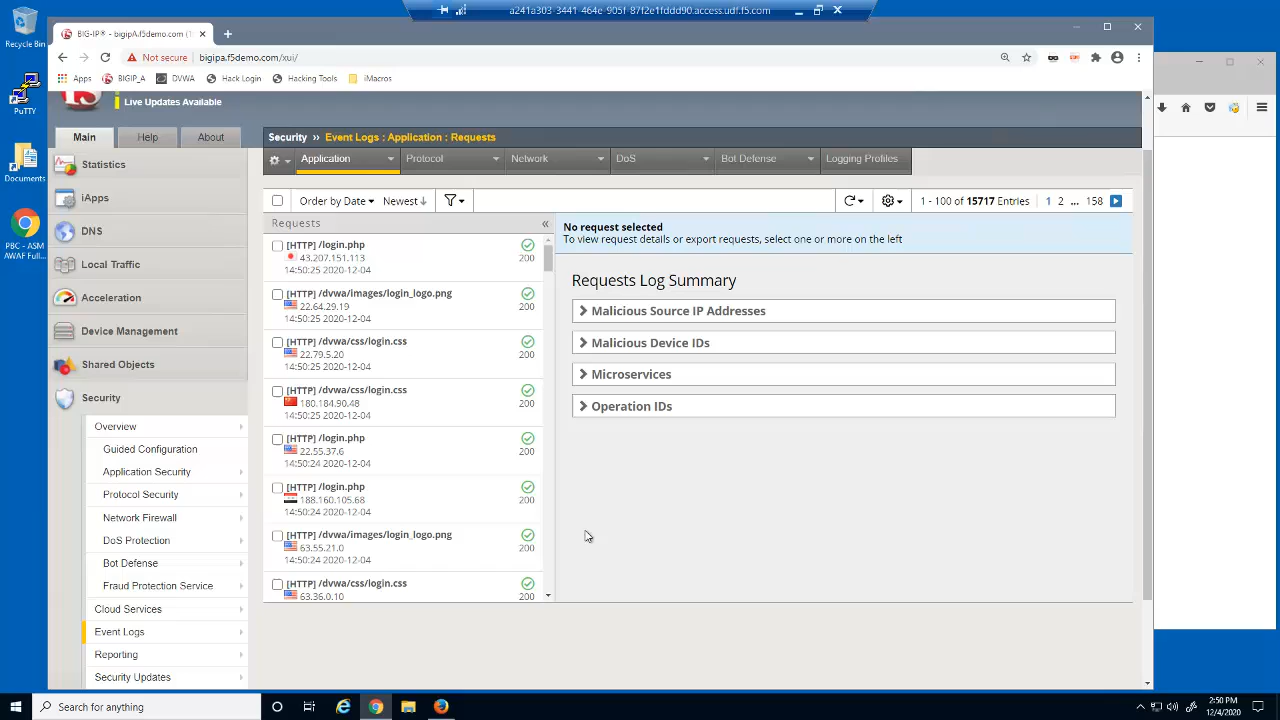 a241a303-3441-464e-905f-87f2e1fddd90.access.udf.f5.com
Recycle Bin
PuTTY
Documents
PBC - ASM
AWAF Full...
BIG-IP® - bigipA.f5demo.com (T
Not secure
bigipa.f5demo.com/xui/
Apps
BIGIP_A
DVWA
Hack Login
Hacking Tools
iMacros
Live Updates Available
Main
Help
About
Security » Event Logs : Application : Requests
Application
Protocol
Network
DoS
Bot Defense
Logging Profiles
Statistics
iApps
DNS
Local Traffic
Acceleration
Device Management
Shared Objects
Security
Overview
Guided Configuration
Application Security
Protocol Security
Network Firewall
DoS Protection
Bot Defense
Fraud Protection Service
Cloud Services
Event Logs
Reporting
Security Updates
Order by Date
Newest
1 - 100 of 15717 Entries
1 2 ... 158
Requests
[HTTP] /login.php
43.207.151.113
14:50:25 2020-12-04
200
[HTTP] /dvwa/images/login_logo.png
22.64.29.19
14:50:25 2020-12-04
200
[HTTP] /dvwa/css/login.css
22.79.5.20
14:50:25 2020-12-04
200
[HTTP] /dvwa/css/login.css
180.184.90.48
14:50:25 2020-12-04
200
[HTTP] /login.php
22.55.37.6
14:50:24 2020-12-04
200
[HTTP] /login.php
188.160.105.68
14:50:24 2020-12-04
200
[HTTP] /dvwa/images/login_logo.png
63.55.21.0
14:50:24 2020-12-04
200
[HTTP] /dvwa/css/login.css
63.36.0.10
200
No request selected
To view request details or export requests, select one or more on the left
Requests Log Summary
Malicious Source IP Addresses
Malicious Device IDs
Microservices
Operation IDs
Search for anything
2:50 PM
12/4/2020